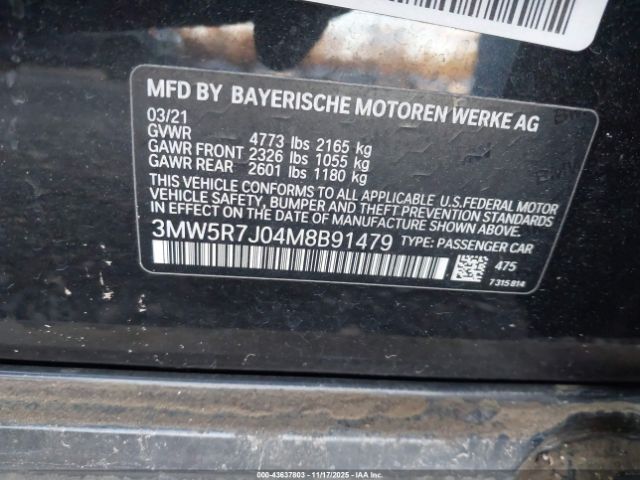 MFD BY BAYERISCHE MOTOREN WERKE AG
03/21
GVWR 4773 lbs 2165 kg
GAWR FRONT 2326 lbs 1055 kg
GAWR REAR 2601 lbs 1180 kg
THIS VEHICLE CONFORMS TO ALL APPLICABLE U.S.FEDERAL MOTOR
VEHICLE SAFETY, BUMPER AND THEFT PREVENTION STANDARDS
IN EFFECT ON THE DATE OF MANUFACTURE SHOWN ABOVE.
3MW5R7J04M8B91479 TYPE: PASSENGER CAR
475
7315814
000-43637803 - 11/17/2025 - IAAI.COM